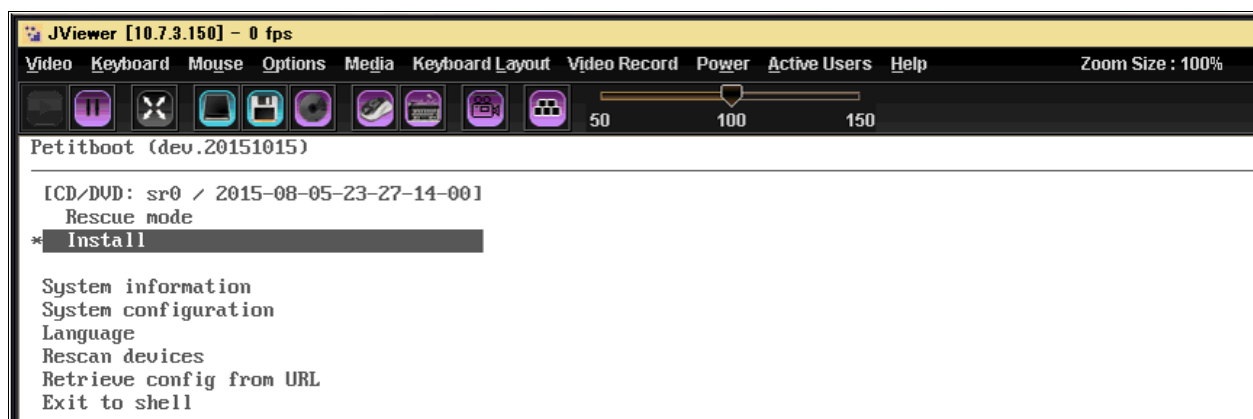 JViewer [10.7.3.150] - 0 fps
Video Keyboard Mouse Options Media Keyboard Layout Video Record Power Active Users Help Zoom Size : 100%
50 100 150
Petitboot (dev.20151015)
[CD/DVD: sr0 / 2015-08-05-23-27-14-00]
Rescue mode
* Install
System information
System configuration
Language
Rescan devices
Retrieve config from URL
Exit to shell